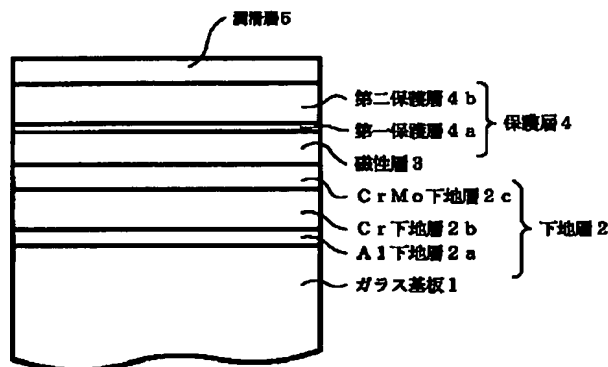 潤滑層5
第二保護層4b
第一保護層4a
保護層4
磁性層3
CrMo下地層2c
Cr下地層2b
下地層2
Al下地層2a
ガラス基板1